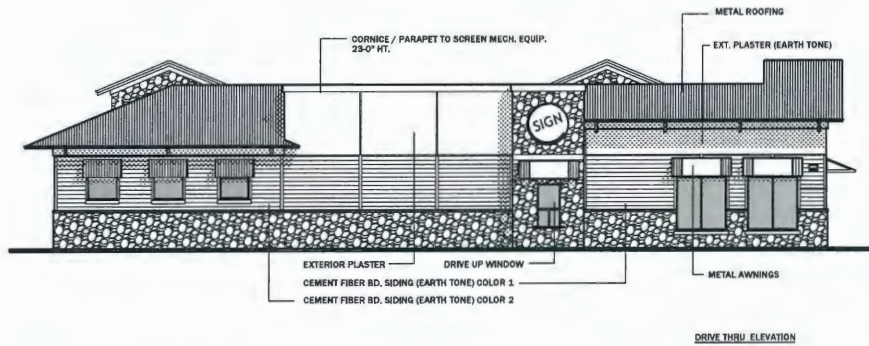 METAL ROOFING
CORNICE / PARAPET TO SCREEN MECH. EQUIP.
23-0" HT.
EXT. PLASTER (EARTH TONE)
SIGN
EXTERIOR PLASTER
DRIVE UP WINDOW
METAL AWNINGS
CEMENT FIBER BD. SIDING (EARTH TONE) COLOR 1
CEMENT FIBER BD. SIDING (EARTH TONE) COLOR 2
DRIVE THRU ELEVATION